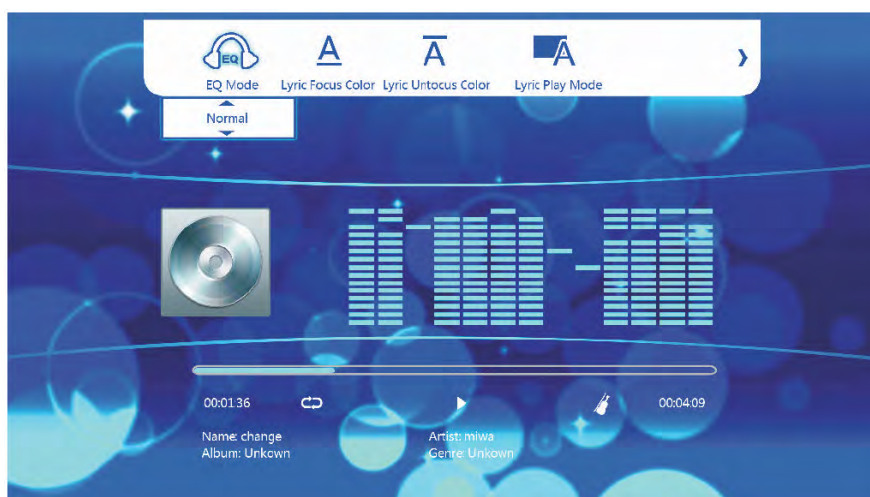 EQ
EQ Mode
Lyric Focus Color
Lyric Untocus Color
Lyric Play Mode
Normal
00:01:36
00:04:09
Name: change
Artist: miwa
Album: Unkown
Genre: Unkown